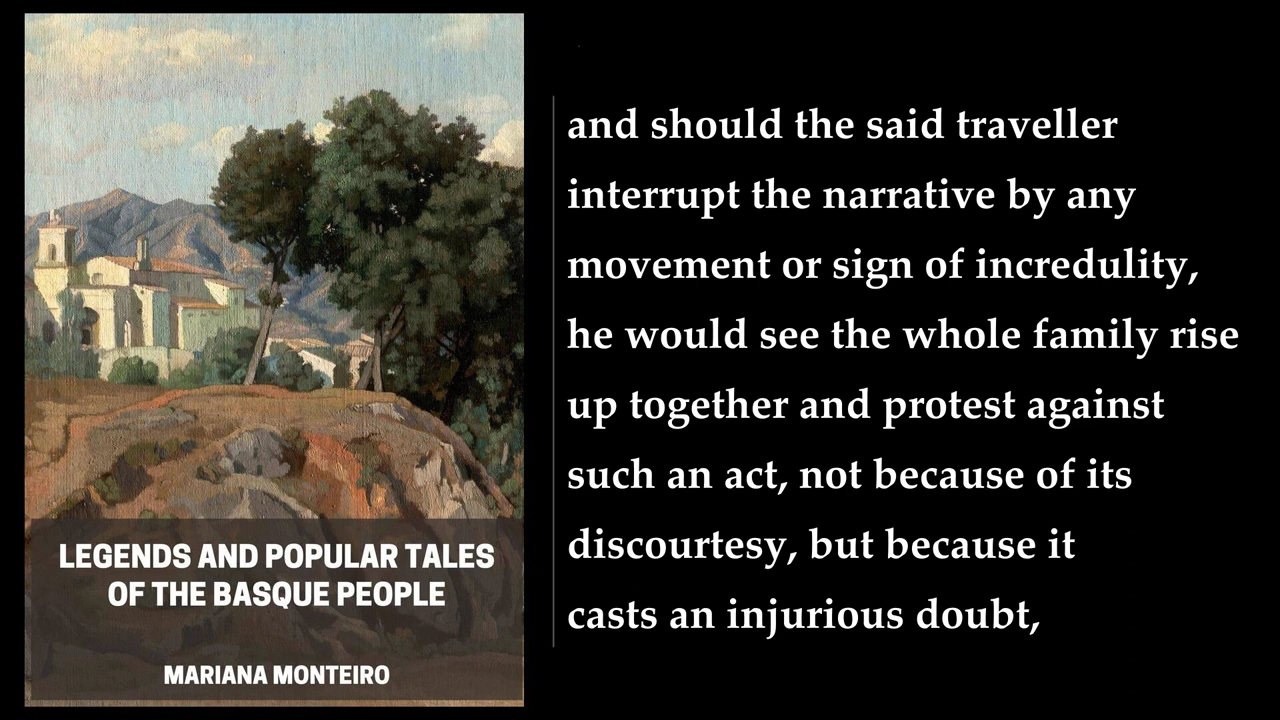 LEGENDS AND POPULAR TALES
OF THE BASQUE PEOPLE
MARIANA MONTEIRO
and should the said traveller
interrupt the narrative by any
movement or sign of incredulity,
he would see the whole family rise
up together and protest against
such an act, not because of its
discourtesy, but because it
casts an injurious doubt,